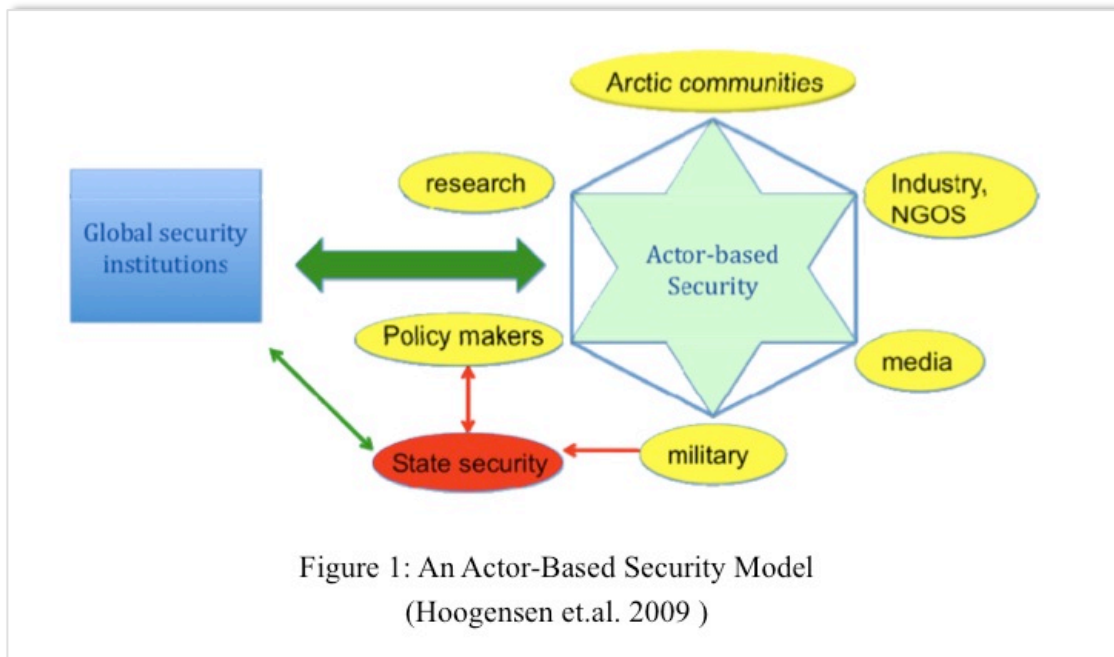 Arctic communities
research
Industry,
NGOS
Global security
institutions
Actor-based
Security
Policy makers
media
State security
military
Figure 1: An Actor-Based Security Model
(Hoogensen et.al. 2009 )